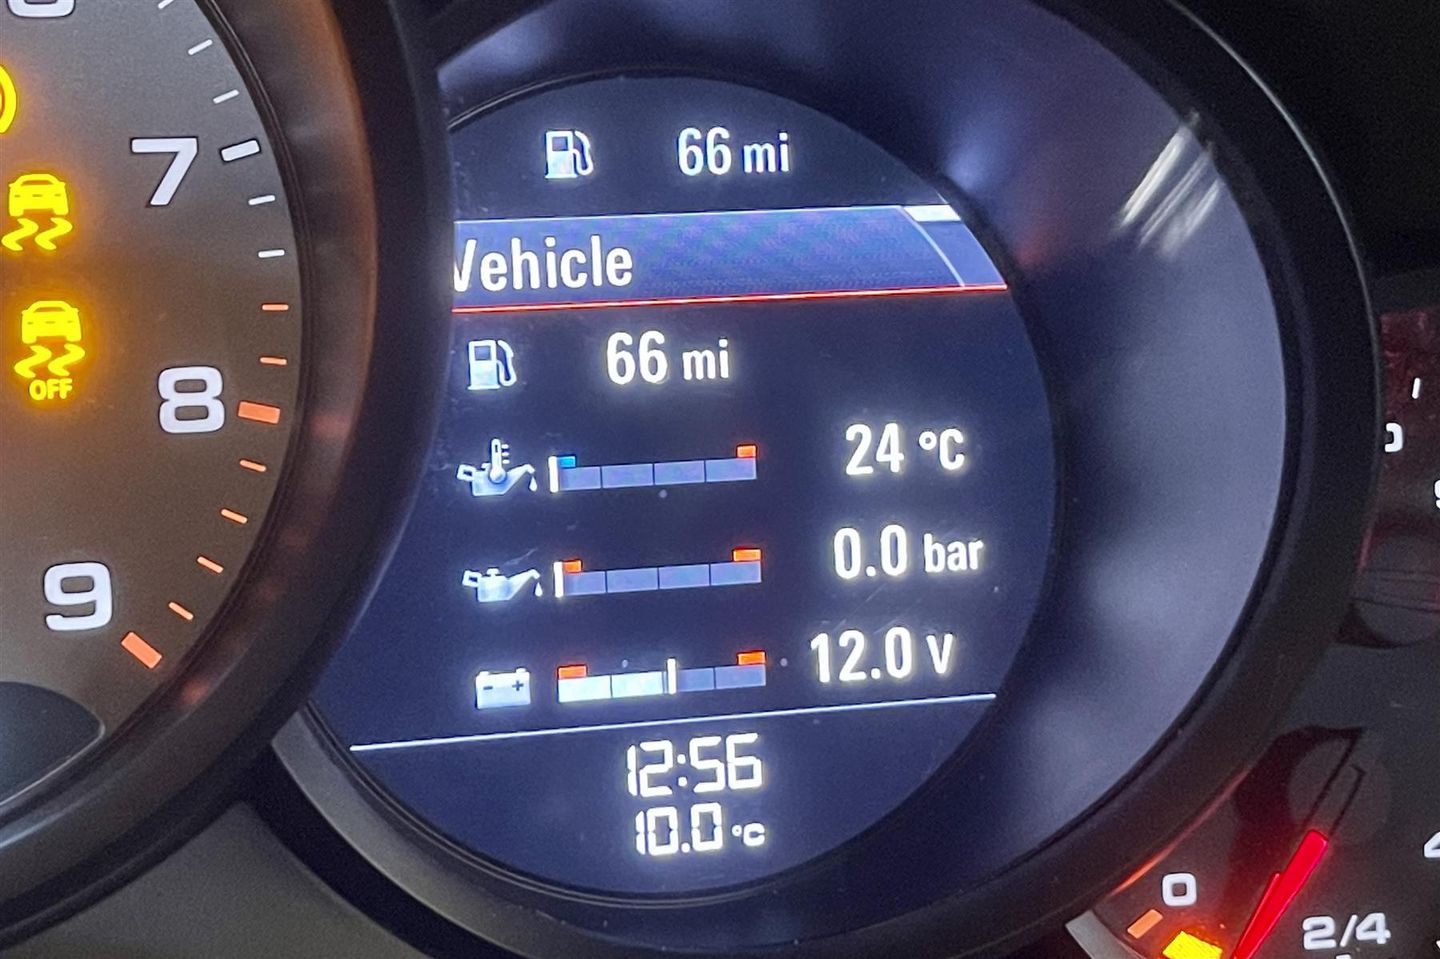 7
8
9
OFF
66 mi
Vehicle
66 mi
24 °C
0.0 bar
- +
12.0 V
12:56
10.0 °C
0
2/4